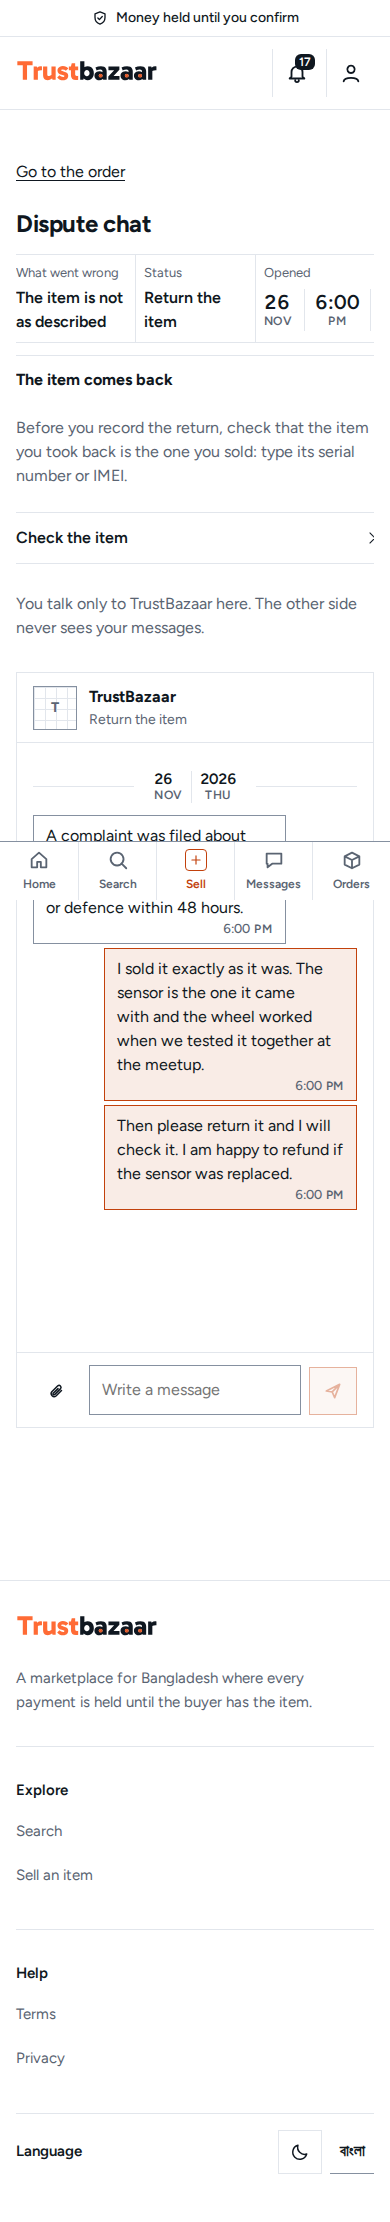 Money held until you confirm
Trustbazaar
17
Go to the order
Dispute chat
What went wrong
The item is not
as described
Status
Return the
item
Opened
26
NOV
6:00
PM
The item comes back
Before you record the return, check that the item
you took back is the one you sold: type its serial
number or IMEI.
Check the item
You talk only to TrustBazaar here. The other side
never sees your messages.
T
TrustBazaar
Return the item
26
NOV
2026
THU
A complaint was filed about
Home
Search
Sell
Messages
Orders
or defence within 48 hours.
6:00 PM
I sold it exactly as it was. The
sensor is the one it came
with and the wheel worked
when we tested it together at
the meetup.
6:00 PM
Then please return it and I will
check it. I am happy to refund if
the sensor was replaced.
6:00 PM
Write a message
Trustbazaar
A marketplace for Bangladesh where every
payment is held until the buyer has the item.
Explore
Search
Sell an item
Help
Terms
Privacy
Language
বাংলা